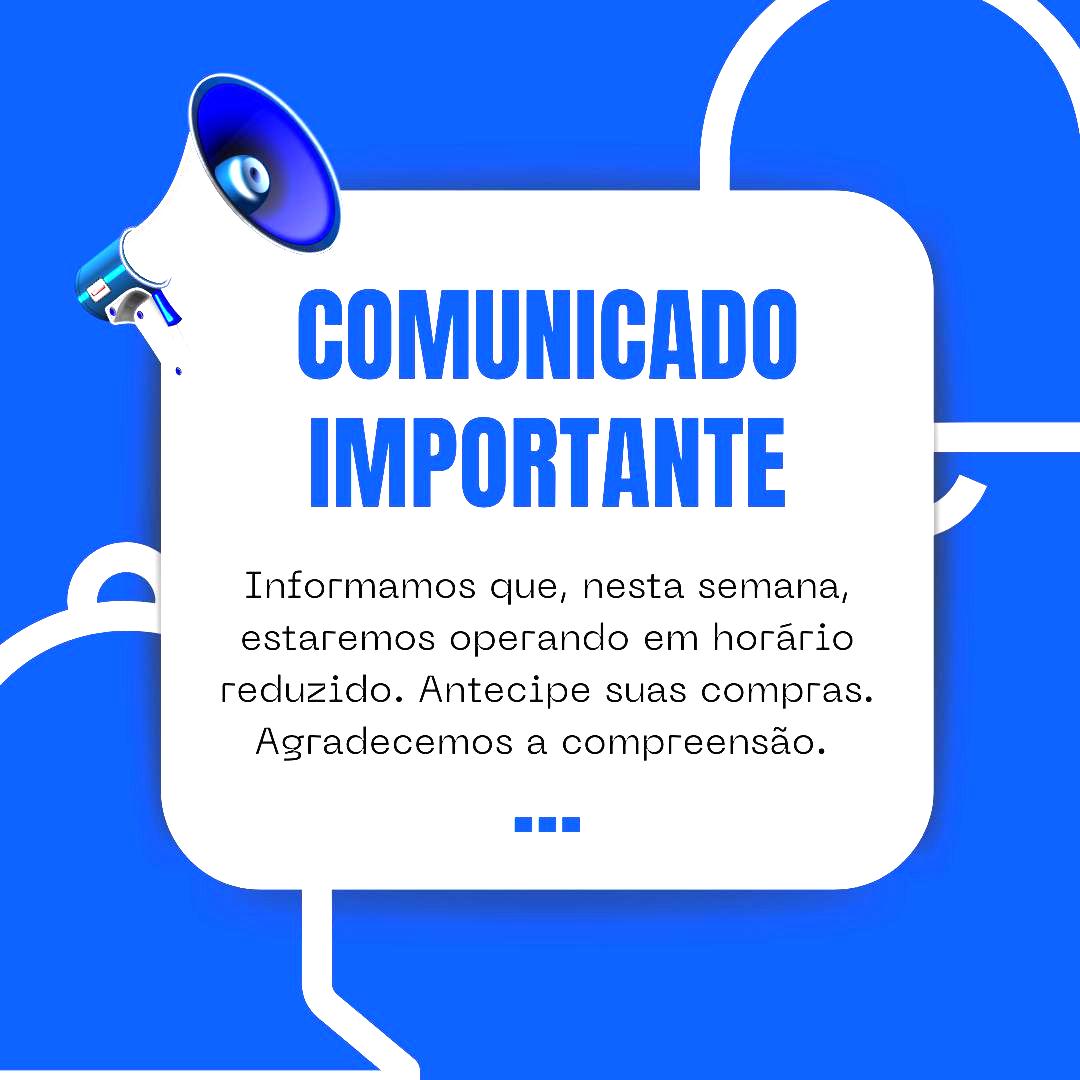 COMUNICADO
IMPORTANTE
Informamos que, nesta semana,
estaremos operando em horário
reduzido. Antecipe suas compras.
Agradecemos a compreensão.